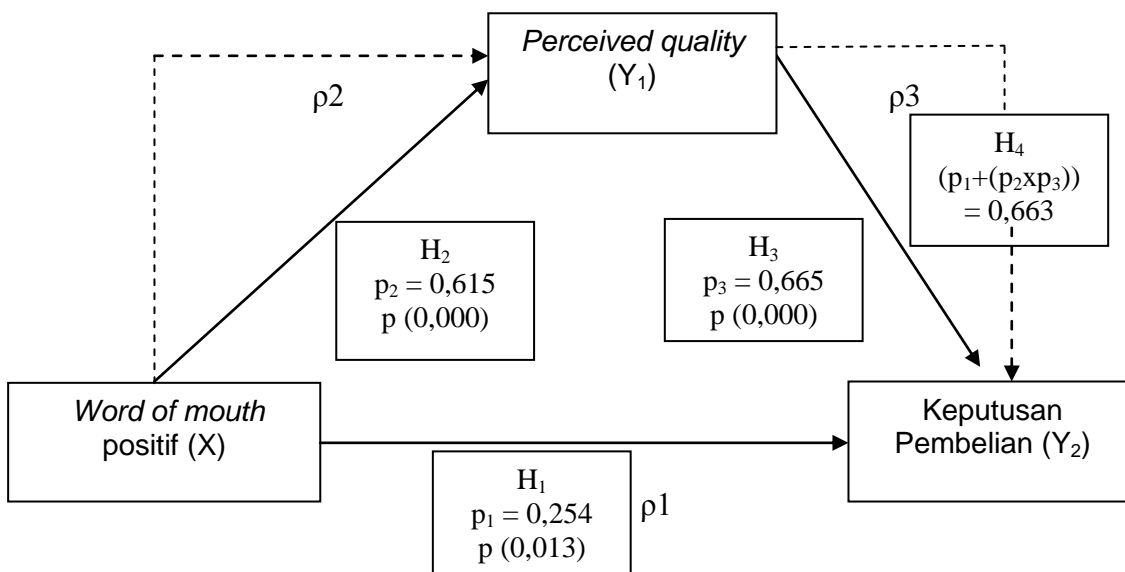 Perceived quality
(Y₁)
ρ2
ρ3
H₄
(p₁+(p₂xp₃))
= 0,663
H₂
p₂ = 0,615
p (0,000)
H₃
p₃ = 0,665
p (0,000)
Word of mouth
positif (X)
Keputusan
Pembelian (Y₂)
H₁
p₁ = 0,254
p (0,013)
ρ1